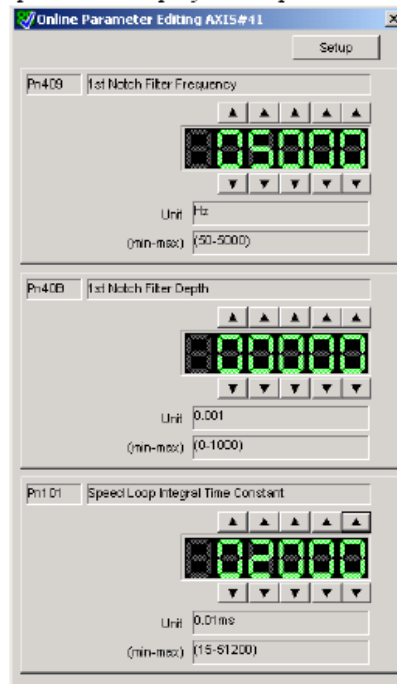 Online Parameter Editing AXIS#41
Setup
Pn409 1st Notch Filter Frequency
05000
Unit Hz
(min-max) (50-5000)
Pn40B 1st Notch Filter Depth
00000
Unit 0.001
(min-max) (0-1000)
Pn101 Speed Loop Integral Time Constant
02000
Unit 0.01ms
(min-max) (15-51200)